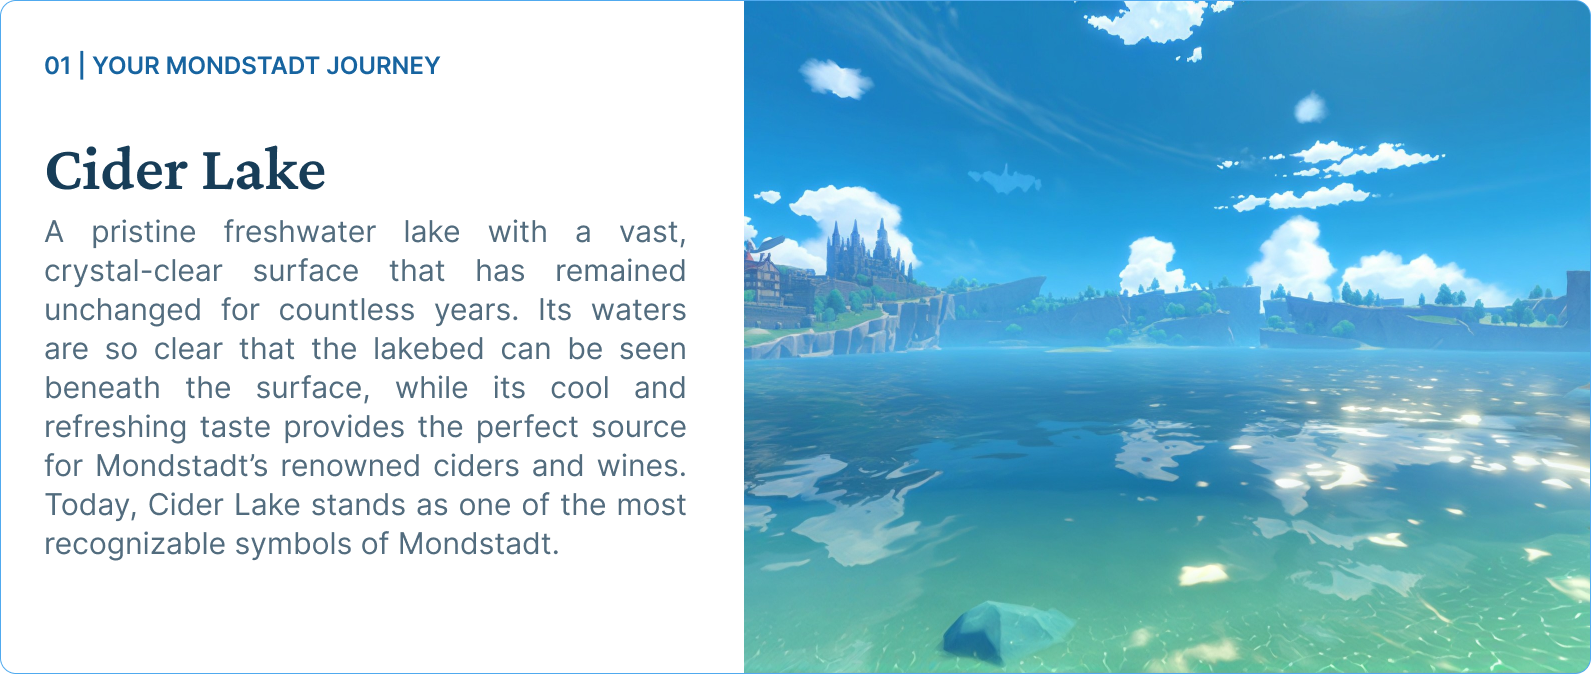 01 | YOUR MONDSTADT JOURNEY
Cider Lake
A pristine freshwater lake with a vast,
crystal-clear surface that has remained
unchanged for countless years. Its waters
are so clear that the lakebed can be seen
beneath the surface, while its cool and
refreshing taste provides the perfect source
for Mondstadt’s renowned ciders and wines.
Today, Cider Lake stands as one of the most
recognizable symbols of Mondstadt.